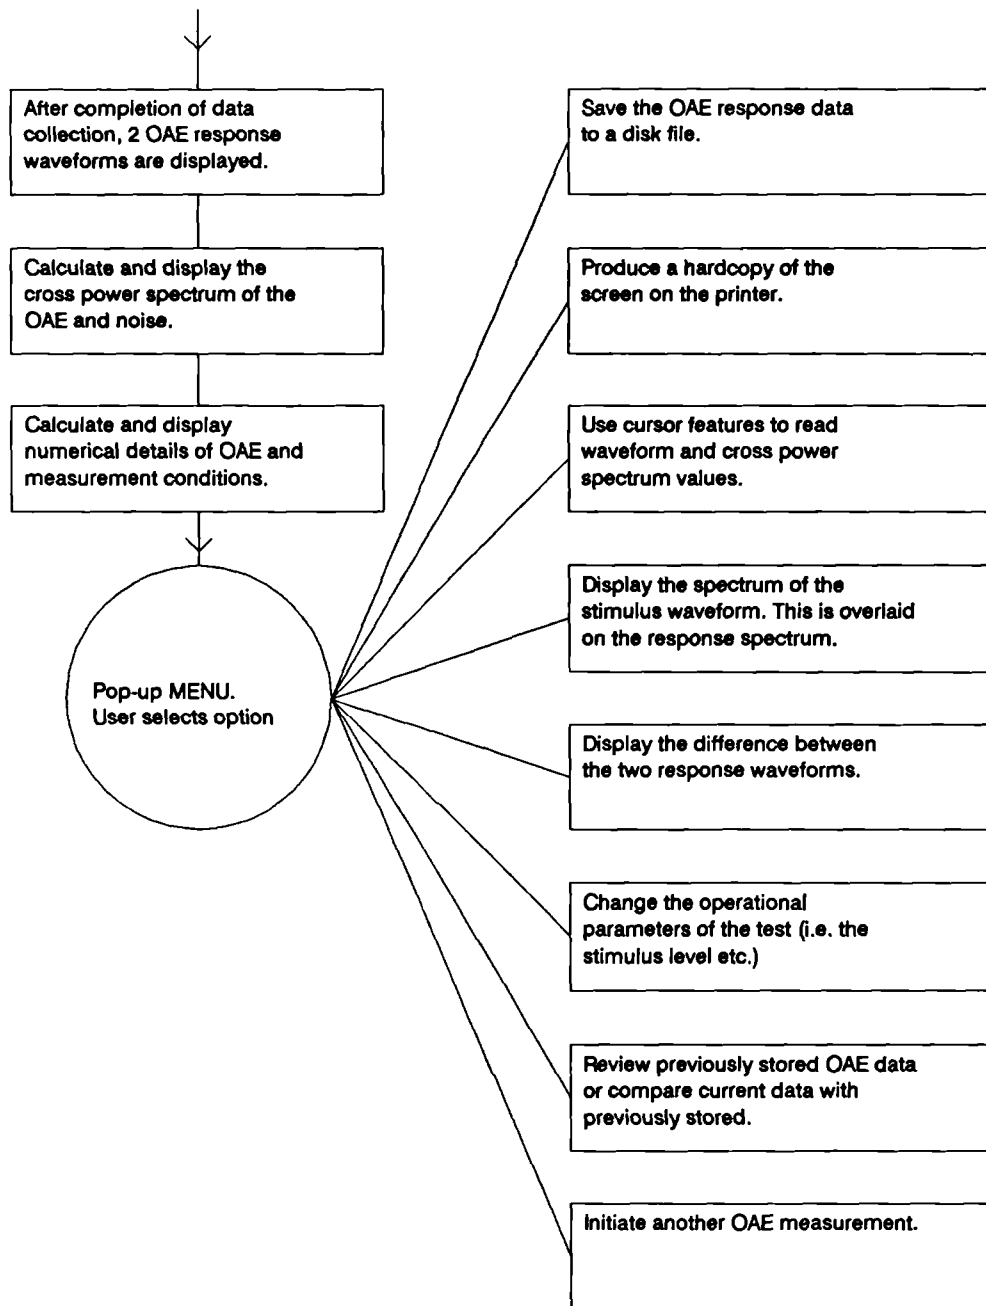 After completion of data
collection, 2 OAE response
waveforms are displayed.
Calculate and display the
cross power spectrum of the
OAE and noise.
Calculate and display
numerical details of OAE and
measurement conditions.
Pop-up MENU.
User selects option
Save the OAE response data
to a disk file.
Produce a hardcopy of the
screen on the printer.
Use cursor features to read
waveform and cross power
spectrum values.
Display the spectrum of the
stimulus waveform. This is overlaid
on the response spectrum.
Display the difference between
the two response waveforms.
Change the operational
parameters of the test (i.e. the
stimulus level etc.)
Review previously stored OAE data
or compare current data with
previously stored.
Initiate another OAE measurement.